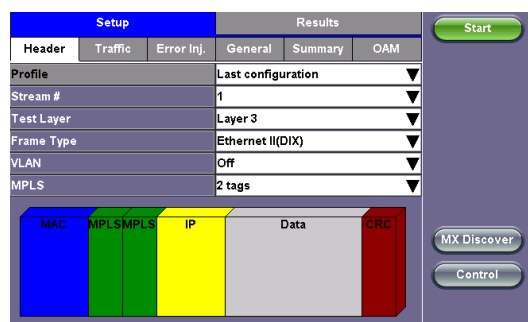 Setup Results
Start
Header Traffic Error Inj. General Summary OAM
Profile Last configuration
Stream # 1
Test Layer Layer 3
Frame Type Ethernet II(DIX)
VLAN Off
MPLS 2 tags
MAC MPLS MPLS IP Data CRC
MX Discover
Control